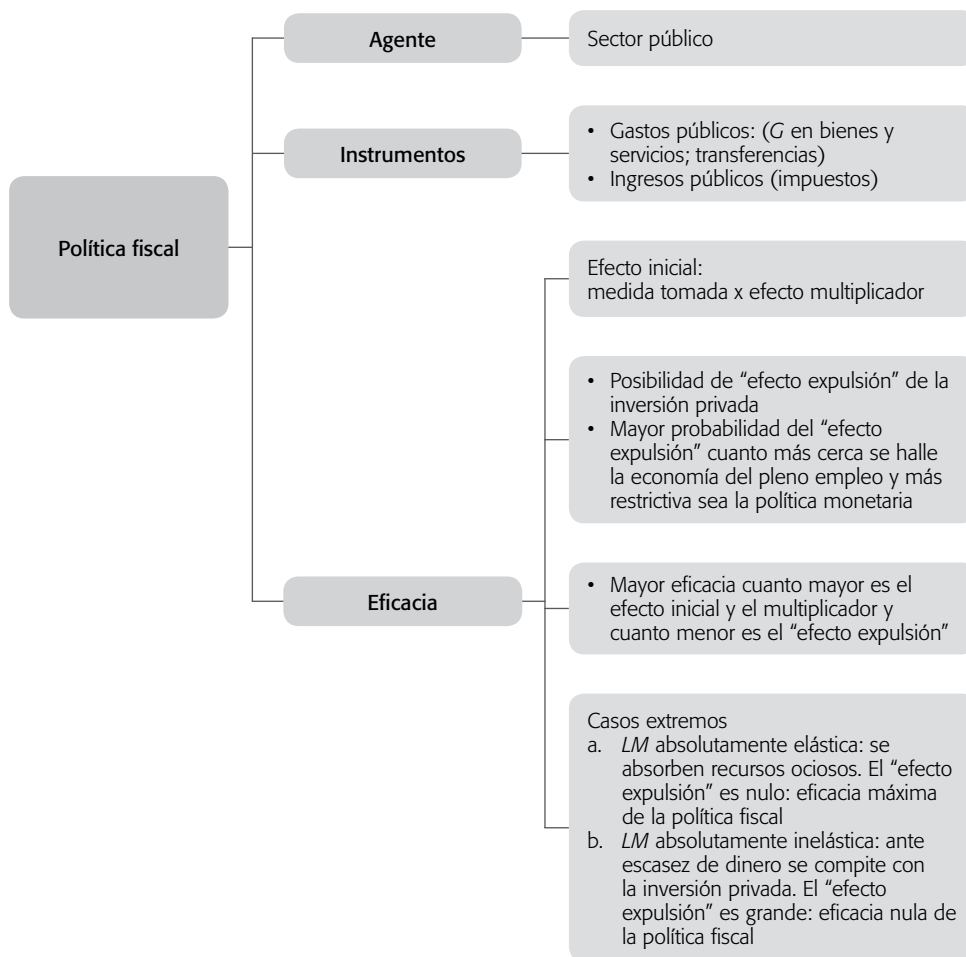 Agente
Sector público
Instrumentos
• Gastos públicos: (G en bienes y
servicios; transferencias)
• Ingresos públicos (impuestos)
Política fiscal
Eficacia
Efecto inicial:
medida tomada x efecto multiplicador
• Posibilidad de “efecto expulsión” de la
inversión privada
• Mayor probabilidad del “efecto
expulsión” cuanto más cerca se halle
la economía del pleno empleo y más
restrictiva sea la política monetaria
• Mayor eficacia cuanto mayor es el
efecto inicial y el multiplicador y
cuanto menor es el “efecto expulsión”
Casos extremos
a. LM absolutamente elástica: se
absorben recursos ociosos. El “efecto
expulsión” es nulo: eficacia máxima
de la política fiscal
b. LM absolutamente inelástica: ante
escasez de dinero se compite con
la inversión privada. El “efecto
expulsión” es grande: eficacia nula de
la política fiscal